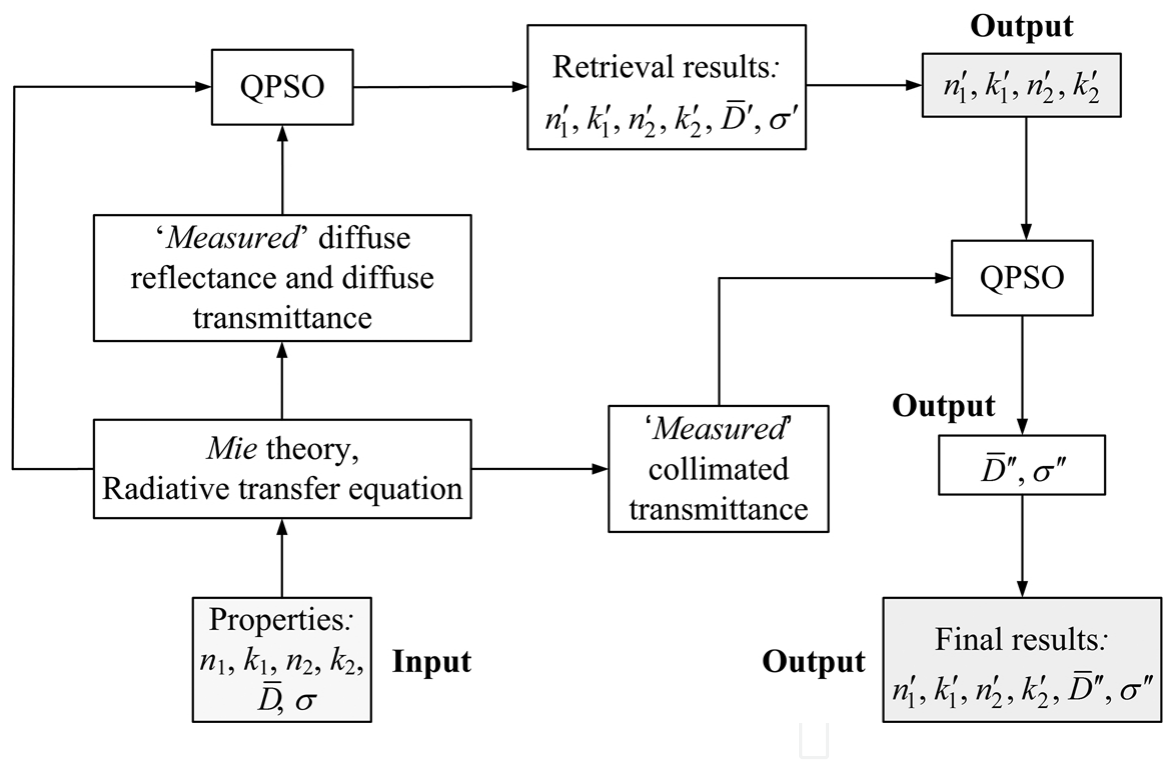 Output
QPSO
Retrieval results:
n′₁, k′₁, n′₂, k′₂, D̅′, σ′
n′₁, k′₁, n′₂, k′₂
‘Measured’ diffuse
reflectance and diffuse
transmittance
QPSO
Mie theory,
Radiative transfer equation
‘Measured’
collimated
transmittance
Output
D̅″, σ″
Properties:
n₁, k₁, n₂, k₂,
D̅, σ
Input
Output
Final results:
n′₁, k′₁, n′₂, k′₂, D̅″, σ″